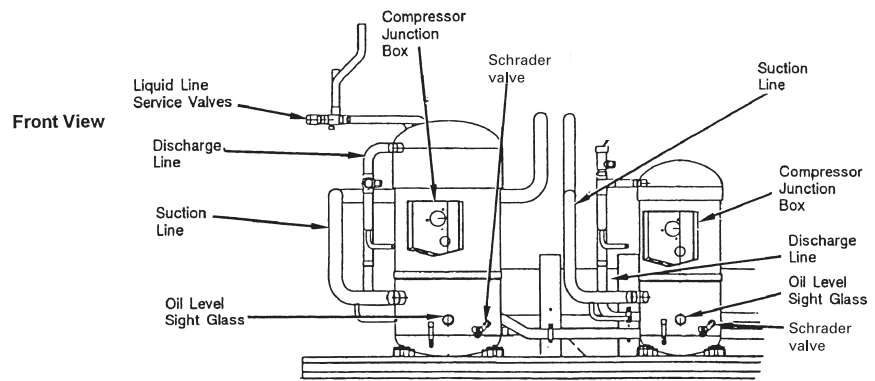 Compressor
Junction
Box
Schrader
valve
Suction
Line
Liquid Line
Service Valves
Front View
Discharge
Line
Compressor
Junction
Box
Suction
Line
Discharge
Line
Oil Level
Sight Glass
Oil Level
Sight Glass
Schrader
valve